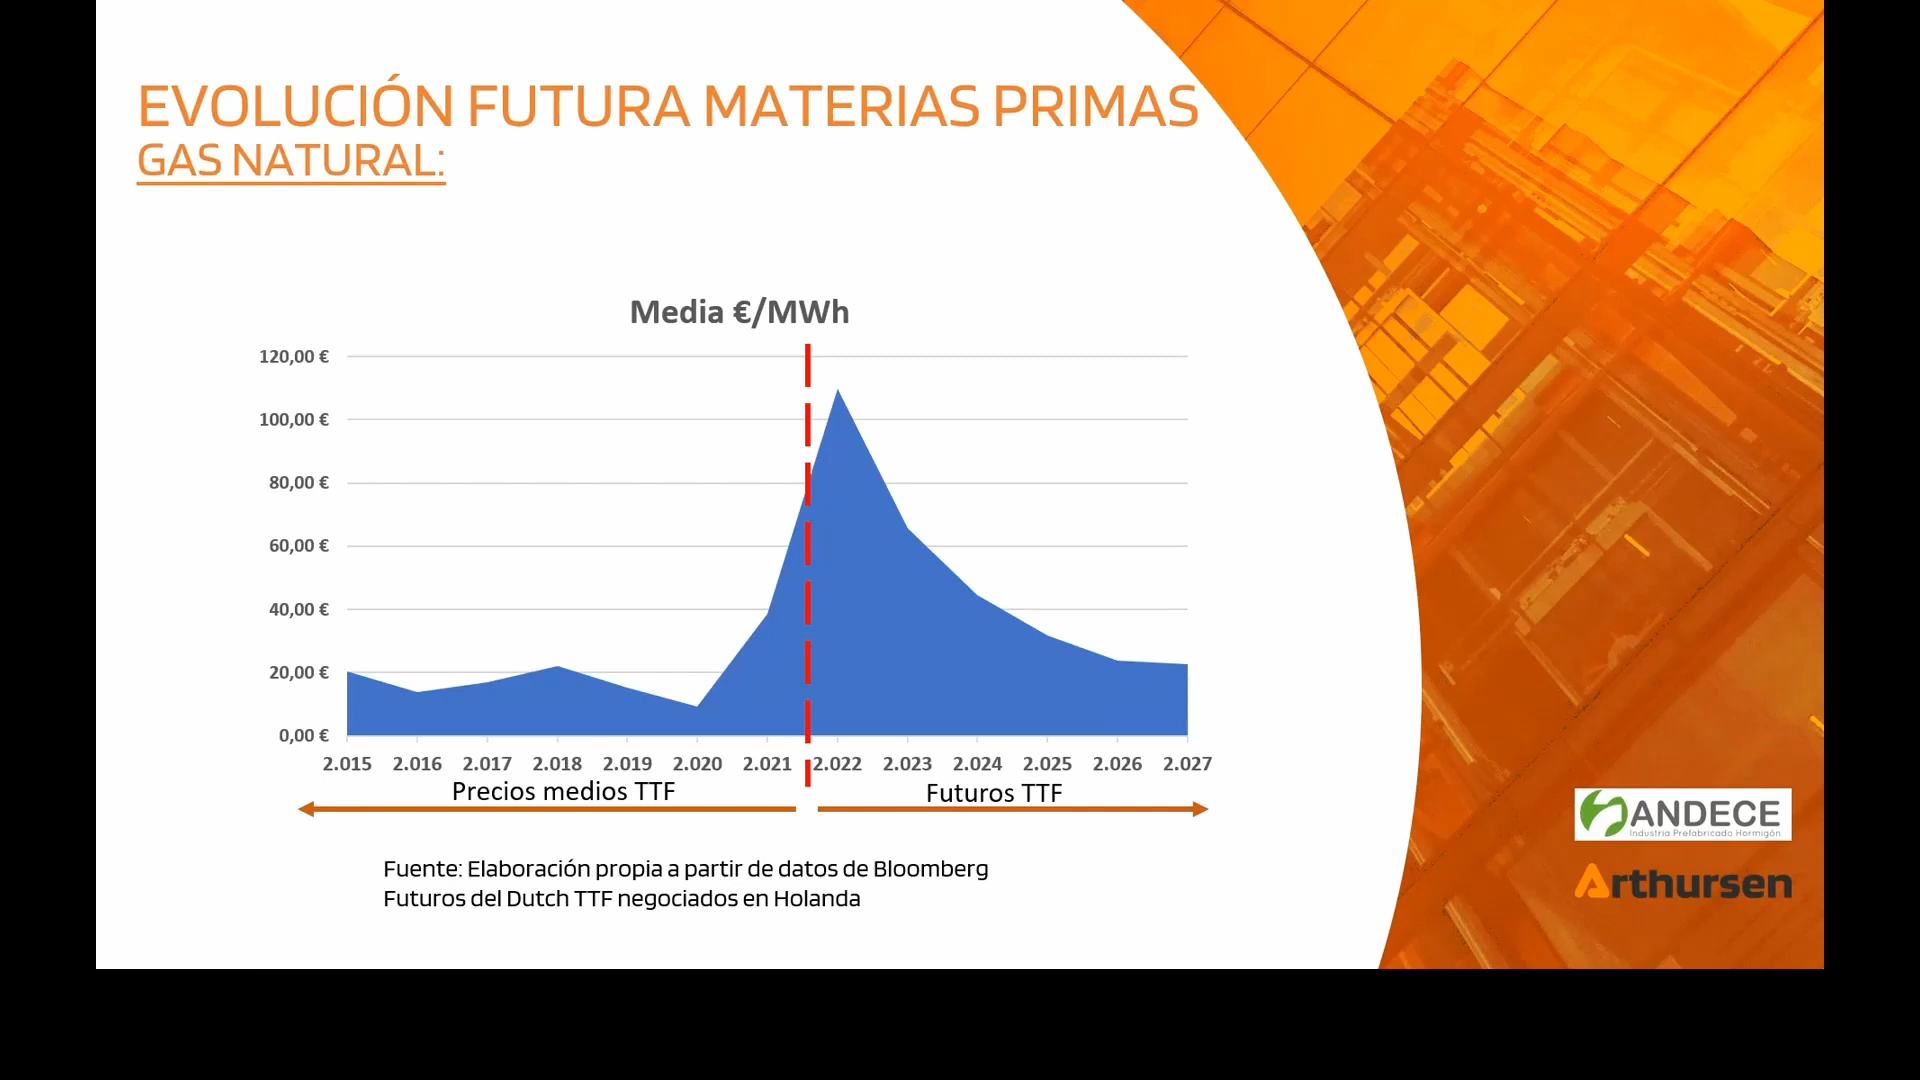 EVOLUCIÓN FUTURA MATERIAS PRIMAS
GAS NATURAL:
Media €/MWh
120,00 €
100,00 €
80,00 €
60,00 €
40,00 €
20,00 €
0,00 €
2.015 2.016 2.017 2.018 2.019 2.020 2.021 2.022 2.023 2.024 2.025 2.026 2.027
Precios medios TTF
Futuros TTF
Fuente: Elaboración propia a partir de datos de Bloomberg
Futuros del Dutch TTF negociados en Holanda
ANDECE
Industria Prefabricado Hormigón
Arthursen